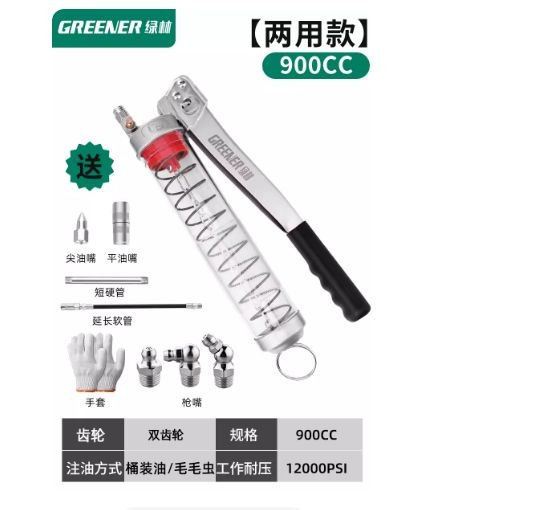 GREENER 绿林
【两用款】
900CC
GREENER 绿林
送
尖油嘴 平油嘴
短硬管
延长软管
手套 枪嘴
齿轮 双齿轮 规格 900CC
注油方式 桶装油/毛毛虫 工作耐压 12000PSI